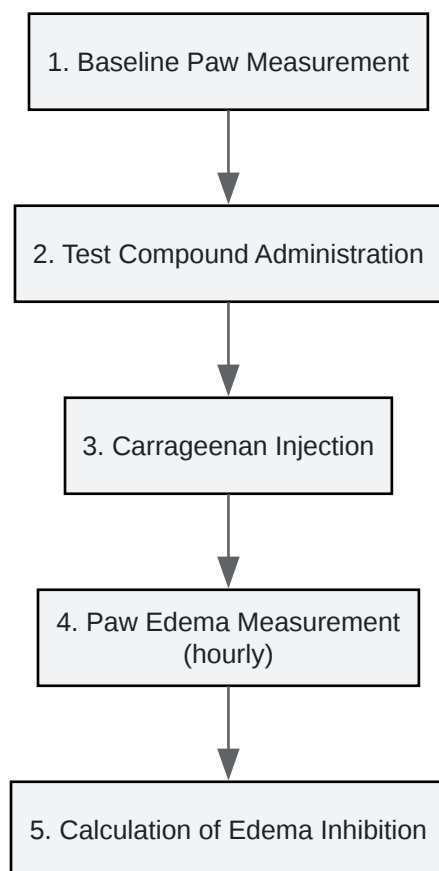 1. Baseline Paw Measurement
2. Test Compound Administration
3. Carrageenan Injection
4. Paw Edema Measurement
(hourly)
5. Calculation of Edema Inhibition